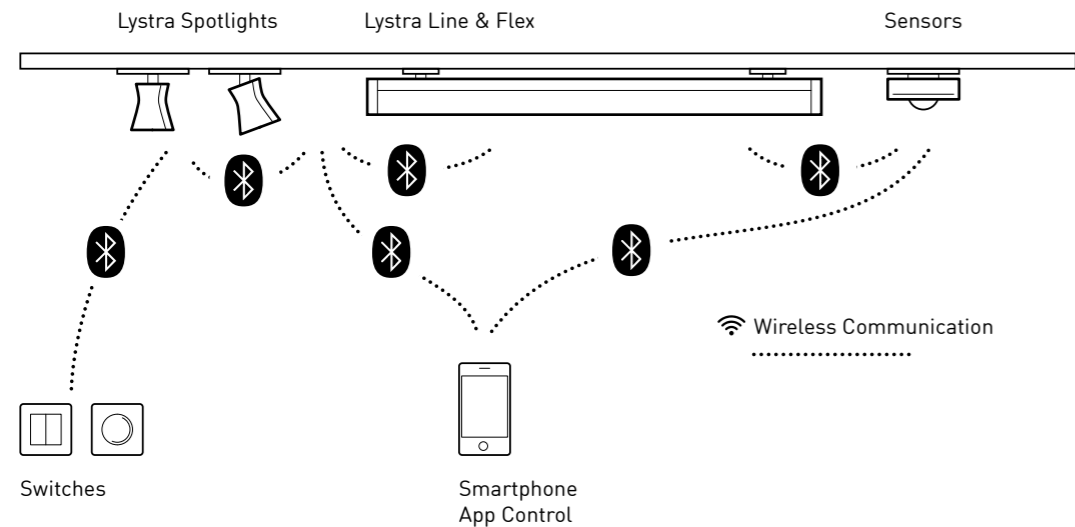 Lystra Spotlights
Lystra Line & Flex
Sensors
Wireless Communication
Switches
Smartphone
App Control